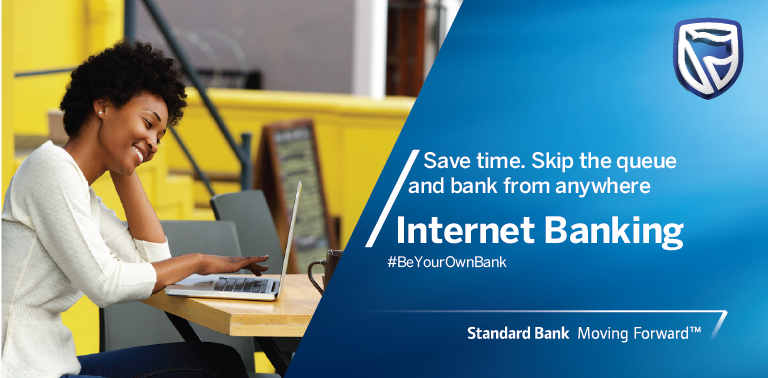 Save time. Skip the queue
and bank from anywhere
Internet Banking
#BeYourOwnBank
Standard Bank Moving Forward™